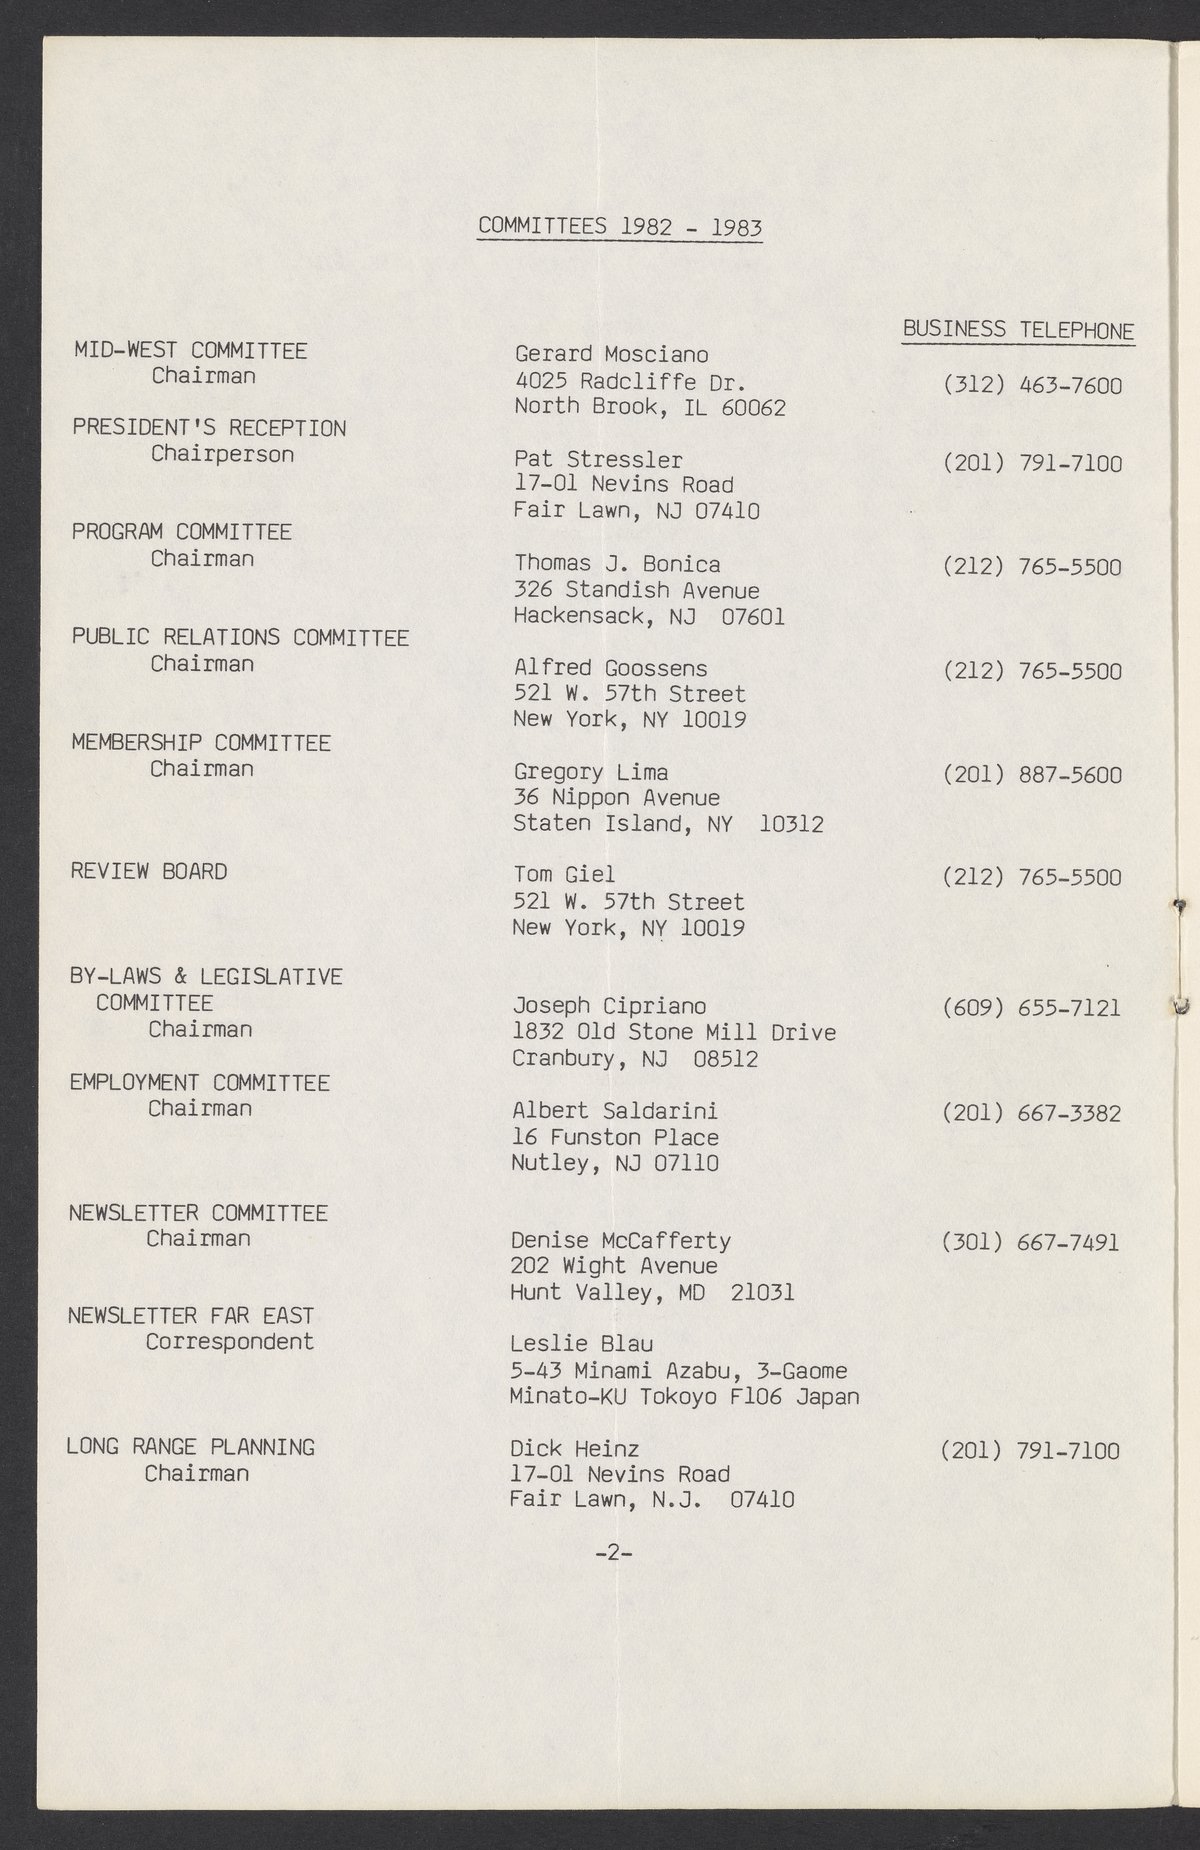 COMMITTEES 1982 - 1983
BUSINESS TELEPHONE
MID-WEST COMMITTEE
Chairman
Gerard Mosciano
4025 Radcliffe Dr. (312) 463-7600
North Brook, IL 60062
PRESIDENT'S RECEPTION
Chairperson
Pat Stressler (201) 791-7100
17-01 Nevins Road
Fair Lawn, NJ 07410
PROGRAM COMMITTEE
Chairman
Thomas J. Bonica (212) 765-5500
326 Standish Avenue
Hackensack, NJ 07601
PUBLIC RELATIONS COMMITTEE
Chairman
Alfred Goossens (212) 765-5500
521 W. 57th Street
New York, NY 10019
MEMBERSHIP COMMITTEE
Chairman
Gregory Lima (201) 887-5600
36 Nippon Avenue
Staten Island, NY 10312
REVIEW BOARD
Tom Giel (212) 765-5500
521 W. 57th Street
New York, NY 10019
BY-LAWS & LEGISLATIVE
COMMITTEE
Chairman
Joseph Cipriano (609) 655-7121
1832 Old Stone Mill Drive
Cranbury, NJ 08512
EMPLOYMENT COMMITTEE
Chairman
Albert Saldarini (201) 667-3382
16 Funston Place
Nutley, NJ 07110
NEWSLETTER COMMITTEE
Chairman
Denise McCafferty (301) 667-7491
202 Wight Avenue
Hunt Valley, MD 21031
NEWSLETTER FAR EAST
Correspondent
Leslie Blau
5-43 Minami Azabu, 3-Gaome
Minato-KU Tokoyo F106 Japan
LONG RANGE PLANNING
Chairman
Dick Heinz (201) 791-7100
17-01 Nevins Road
Fair Lawn, N.J. 07410
-2-